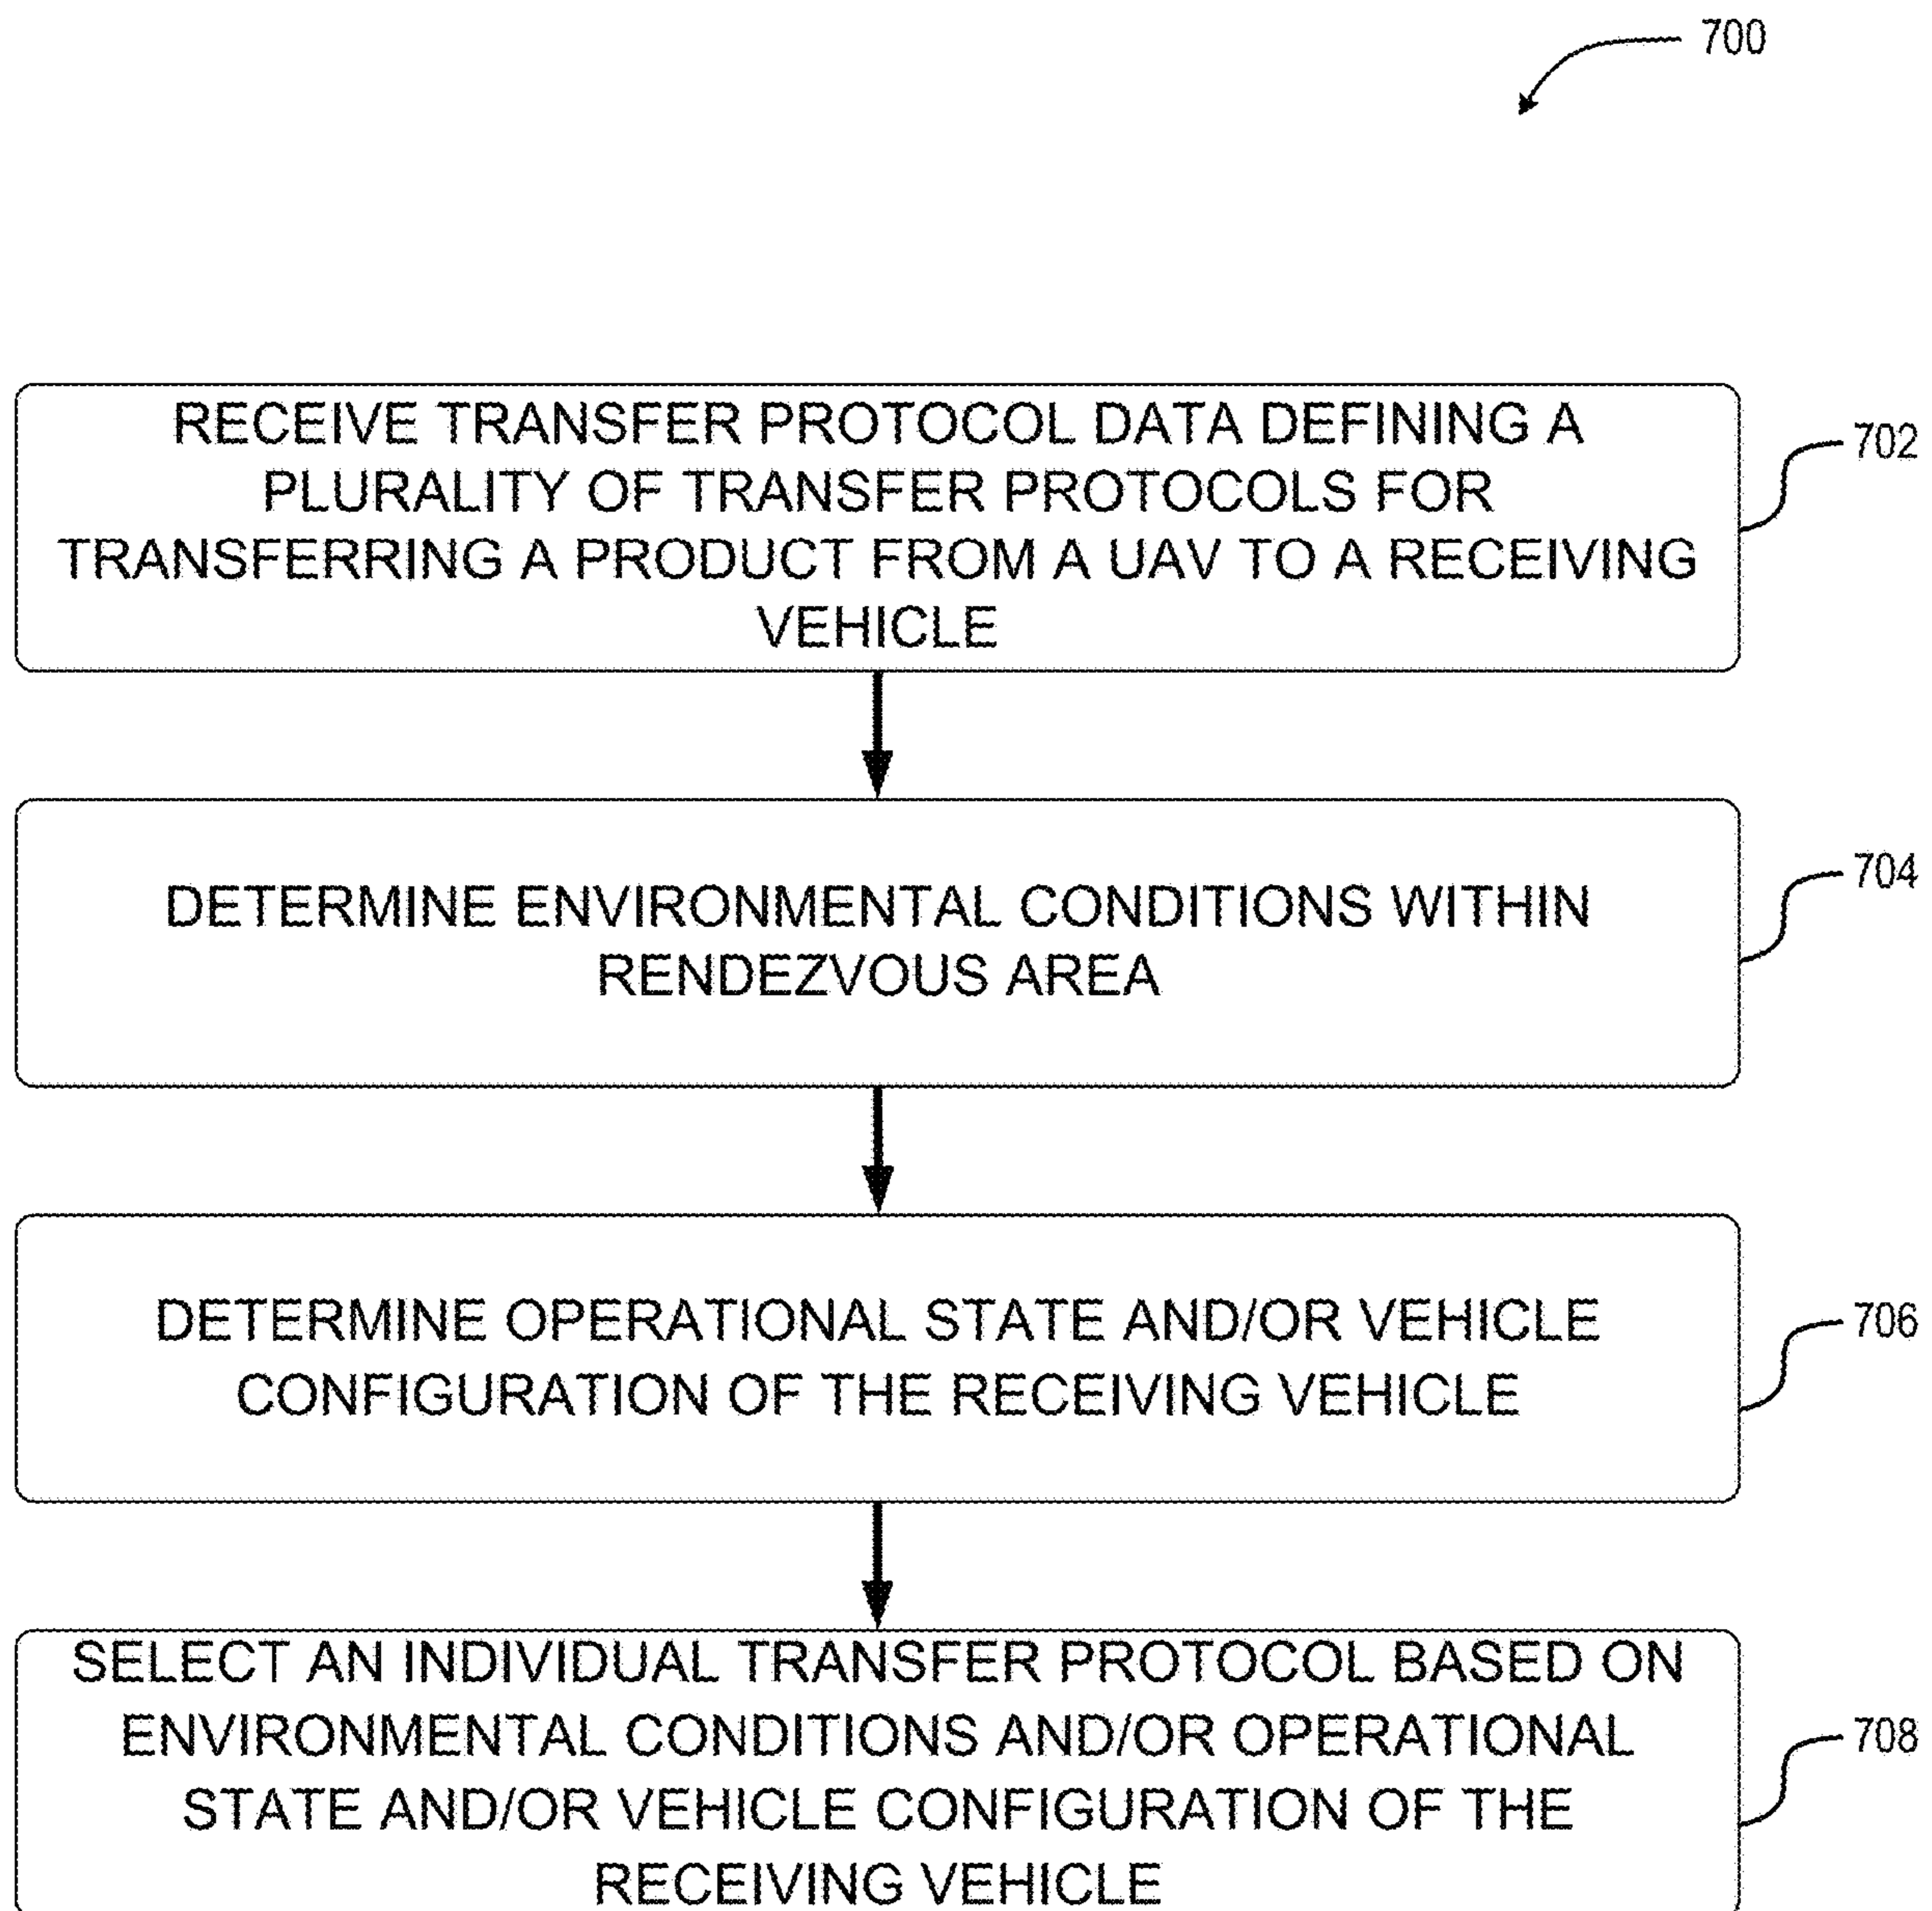 700
RECEIVE TRANSFER PROTOCOL DATA DEFINING A
PLURALITY OF TRANSFER PROTOCOLS FOR
TRANSFERRING A PRODUCT FROM A UAV TO A RECEIVING
VEHICLE
702
DETERMINE ENVIRONMENTAL CONDITIONS WITHIN
RENDEZVOUS AREA
704
DETERMINE OPERATIONAL STATE AND/OR VEHICLE
CONFIGURATION OF THE RECEIVING VEHICLE
706
SELECT AN INDIVIDUAL TRANSFER PROTOCOL BASED ON
ENVIRONMENTAL CONDITIONS AND/OR OPERATIONAL
STATE AND/OR VEHICLE CONFIGURATION OF THE
RECEIVING VEHICLE
708